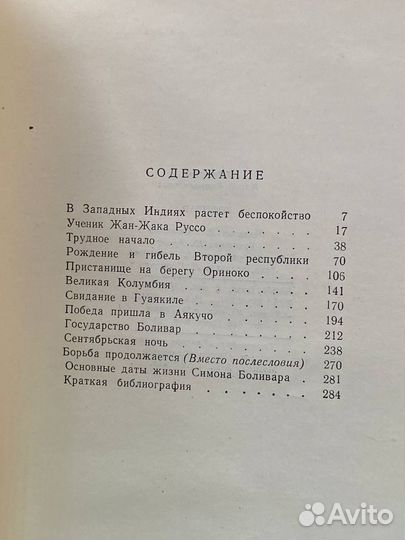 СОДЕРЖАНИЕ
В Западных Индиях растет беспокойство 7
Ученик Жан-Жака Руссо . . . . . . 17
Трудное начало . . . . . . . . 38
Рождение и гибель Второй республики 70
Пристанище на берегу Ориноко . . . 106
Великая Колумбия . . . . . . . 141
Свидание в Гуаякиле . . . . . . 170
Победа пришла в Аякучо . . . . . 194
Государство Боливар . . . . . . 212
Сентябрьская ночь . . . . . . . 238
Борьба продолжается (Вместо послесловия) 270
Основные даты жизни Симона Боливара . 281
Краткая библиография . . . . . . 284
Avito